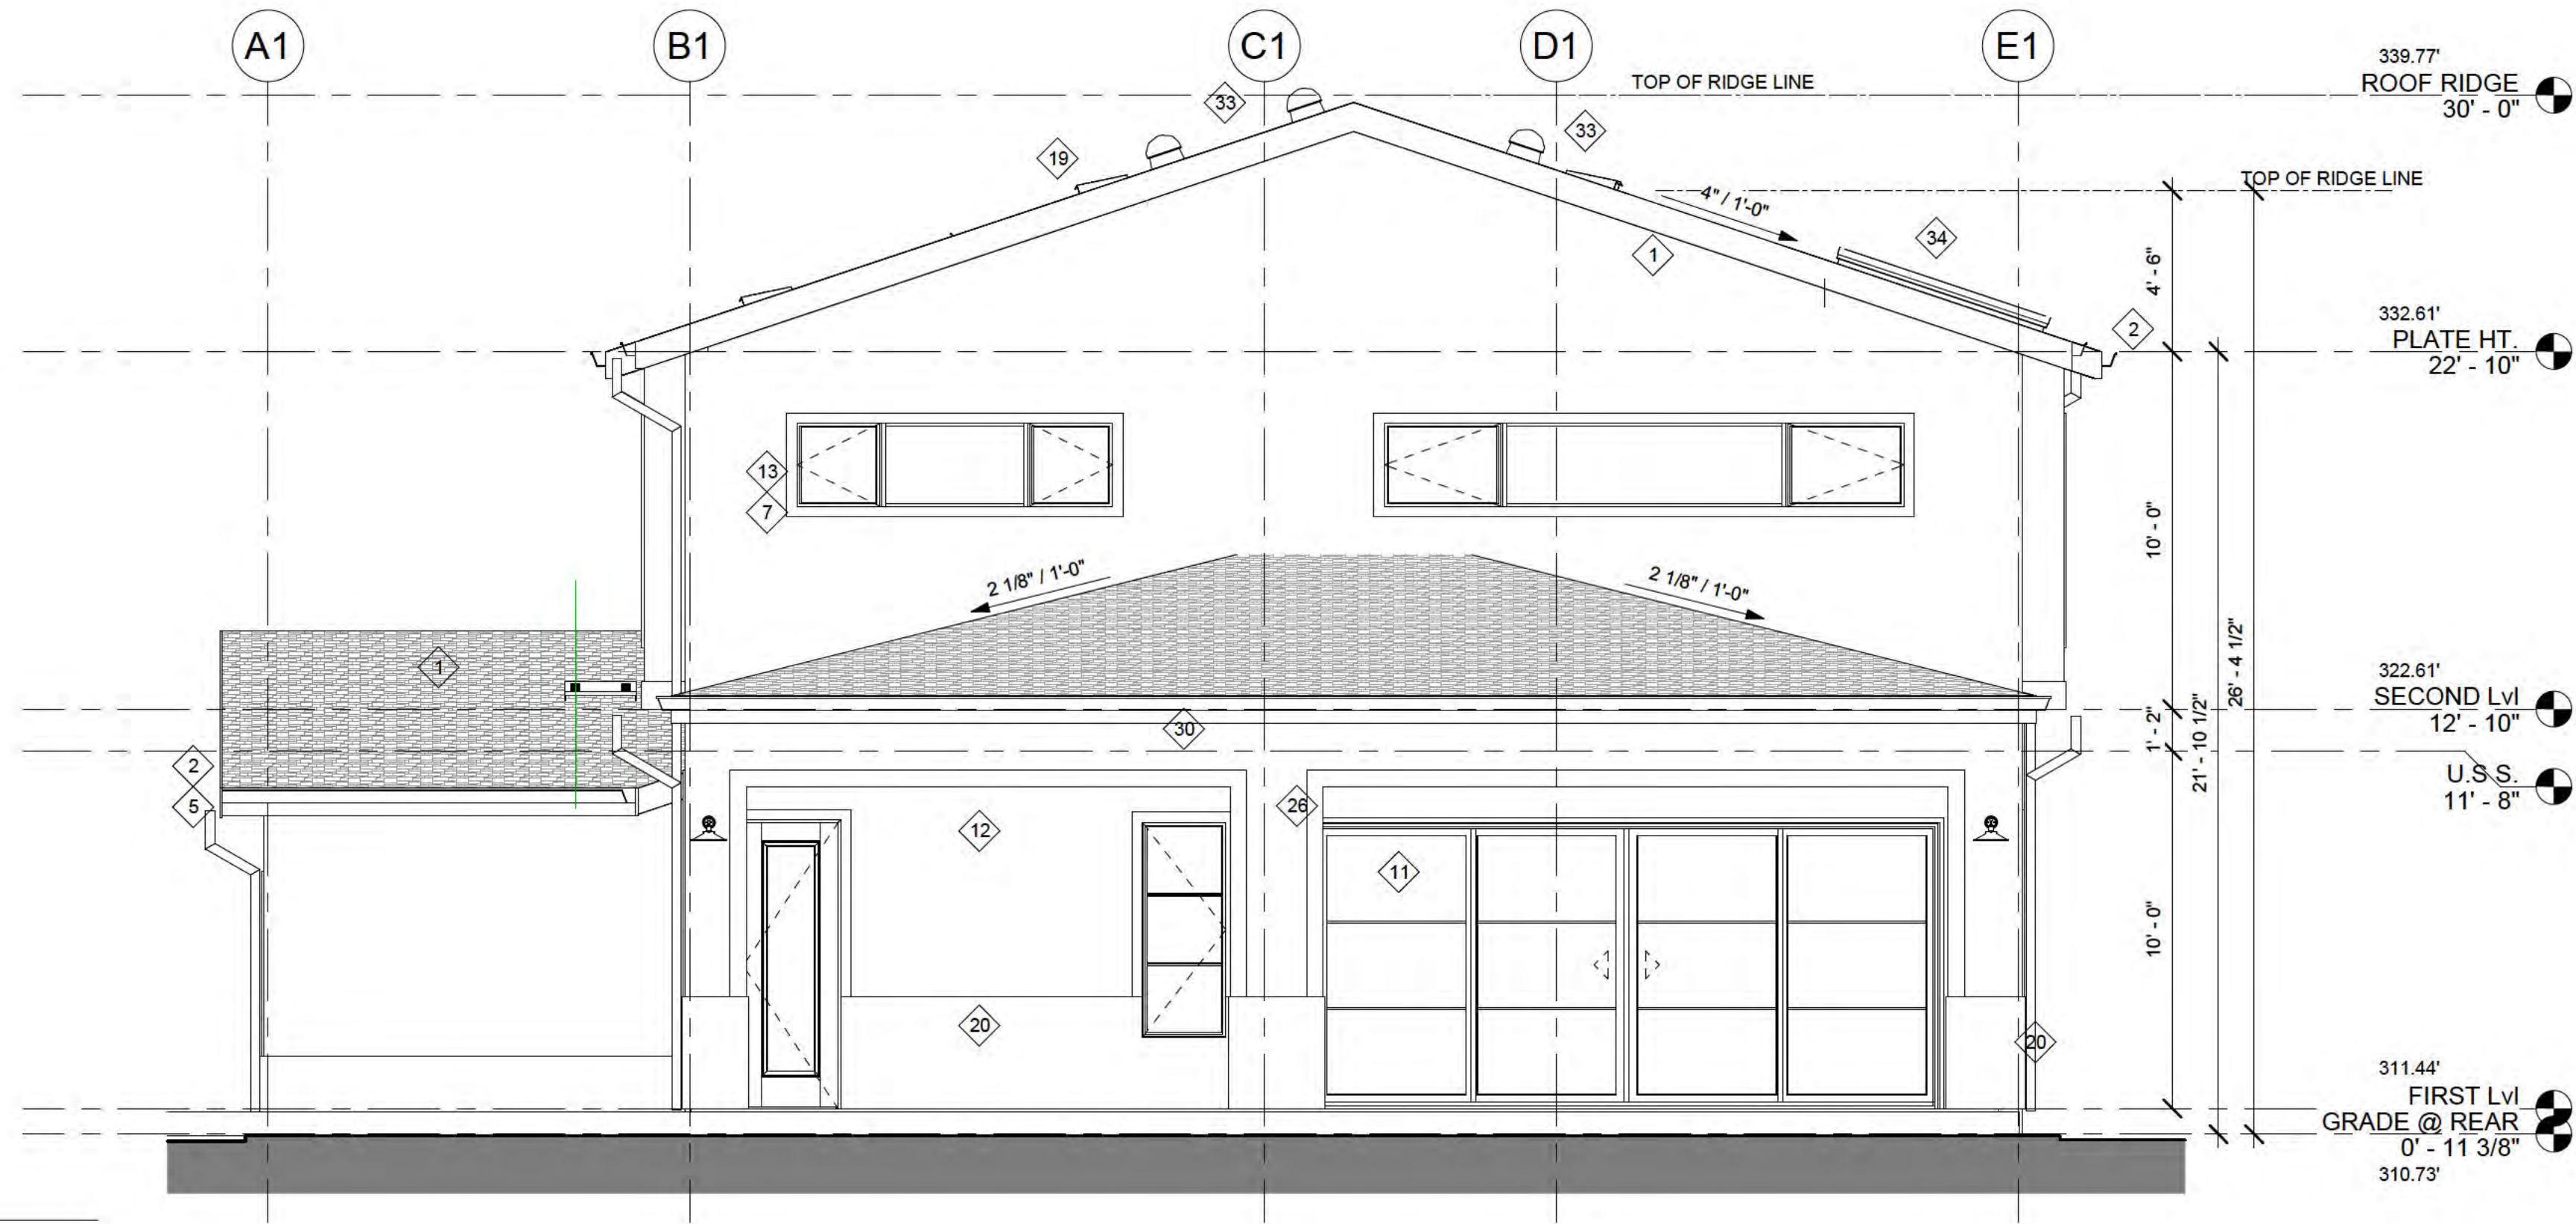 A1
B1
C1
D1
E1
339.77'
ROOF RIDGE
30' - 0"
TOP OF RIDGE LINE
33
33
19
TOP OF RIDGE LINE
4" / 1'-0"
34
1
4' - 6"
2
332.61'
PLATE HT.
22' - 10"
13
7
10' - 0"
2 1/8" / 1'-0"
2 1/8" / 1'-0"
1
26' - 4 1/2"
322.61'
SECOND Lvl
12' - 10"
30
1' - 2"
21' - 10 1/2"
2
5
U.S.S.
11' - 8"
26
12
11
10' - 0"
20
20
311.44'
FIRST Lvl
GRADE @ REAR
0' - 11 3/8"
310.73'